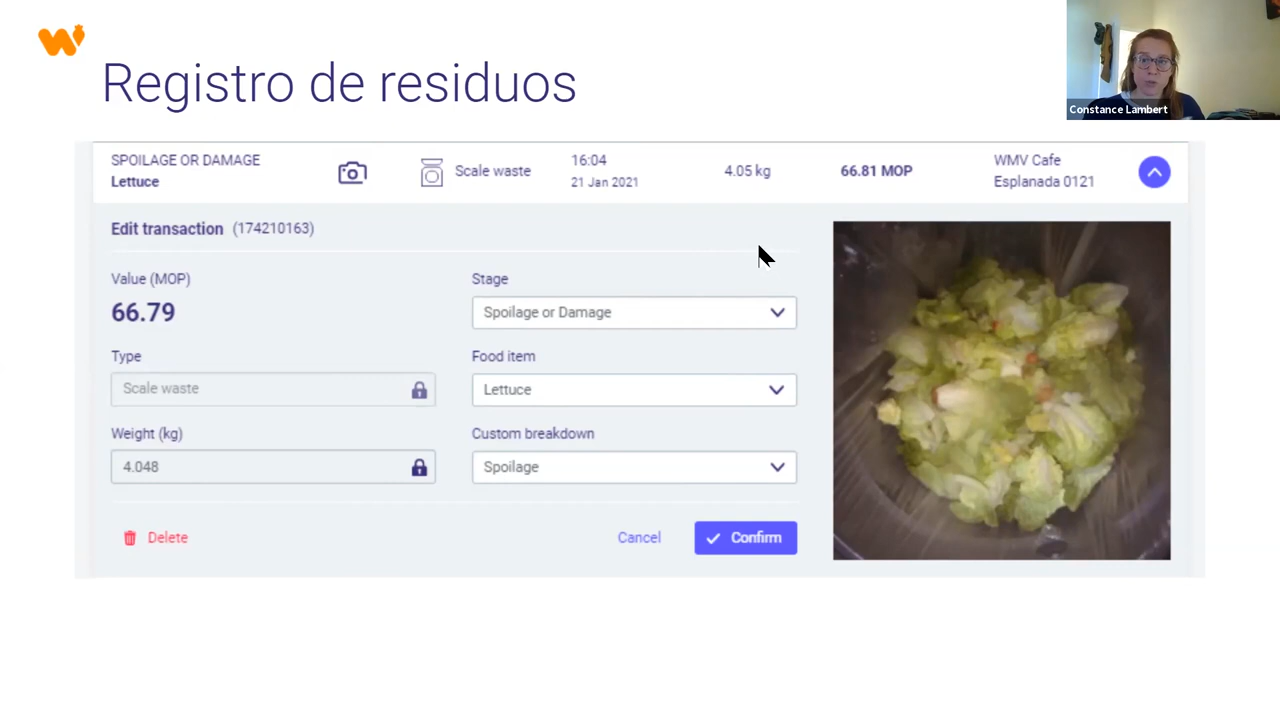 Registro de residuos
Constance Lambert
SPOILAGE OR DAMAGE
Lettuce
Scale waste
16:04
21 Jan 2021
4.05 kg
66.81 MOP
WMV Cafe
Esplanada 0121
Edit transaction (174210163)
Value (MOP)
66.79
Stage
Spoilage or Damage
Type
Scale waste
Food item
Lettuce
Weight (kg)
4.048
Custom breakdown
Spoilage
Delete
Cancel
Confirm